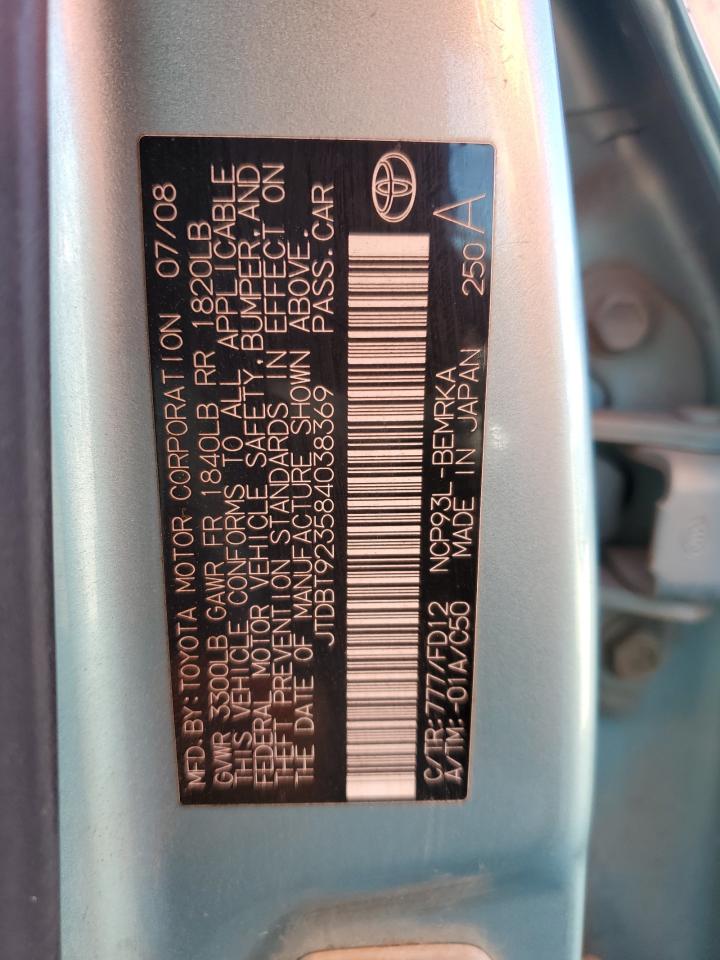 MFD.BY:TOYOTA MOTOR CORPORATION 07/08
GVWR 3300LB GAWR FR 1840LB RR 1820LB
THIS VEHICLE CONFORMS TO ALL APPLICABLE
FEDERAL MOTOR VEHICLE SAFETY,BUMPER,AND
THEFT PREVENTION STANDARDS IN EFFECT ON
THE DATE OF MANUFACTURE SHOWN ABOVE.
JTDBT923584038369 PASS.CAR
C/TR:777/FD12 NCP93L-BEMRKA
A/TM:-01A/C50 MADE IN JAPAN 250 A